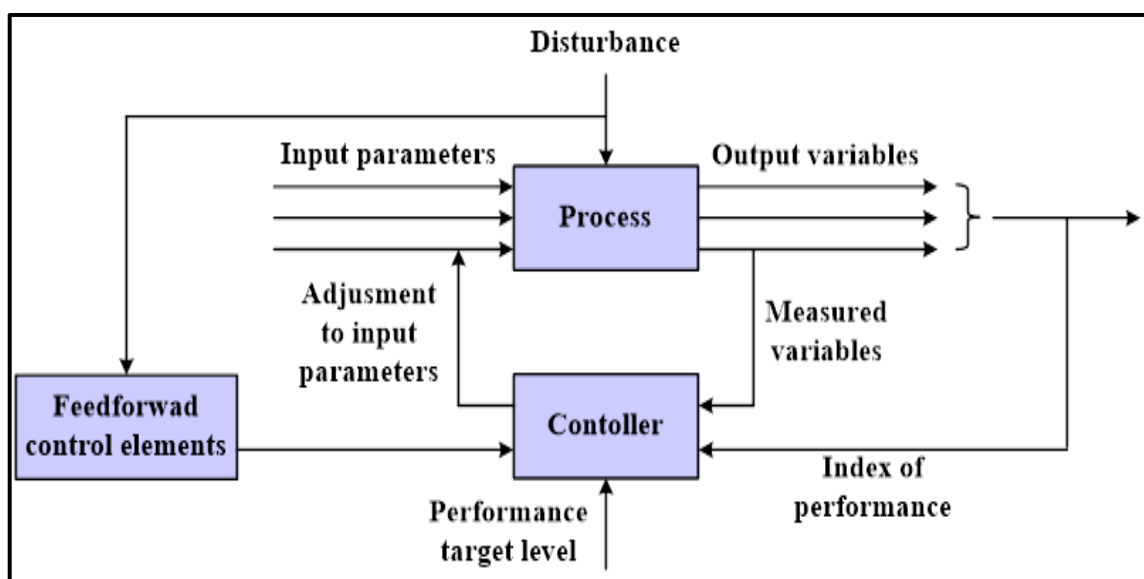 Disturbance
Input parameters
Output variables
Process
Adjusment
to input
parameters
Measured
variables
Feedforwad
control elements
Contoller
Index of
performance
Performance
target level